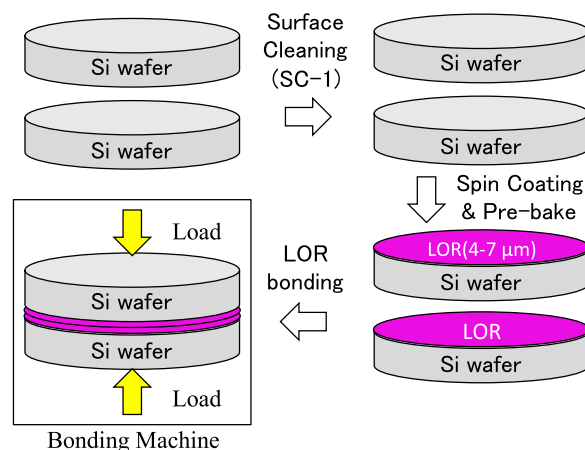 Si wafer
Si wafer
Surface
Cleaning
(SC-1)
Si wafer
Si wafer
Spin Coating
& Pre-bake
LOR(4-7 μm)
Si wafer
LOR
Si wafer
LOR
bonding
Load
Si wafer
Si wafer
Load
Bonding Machine